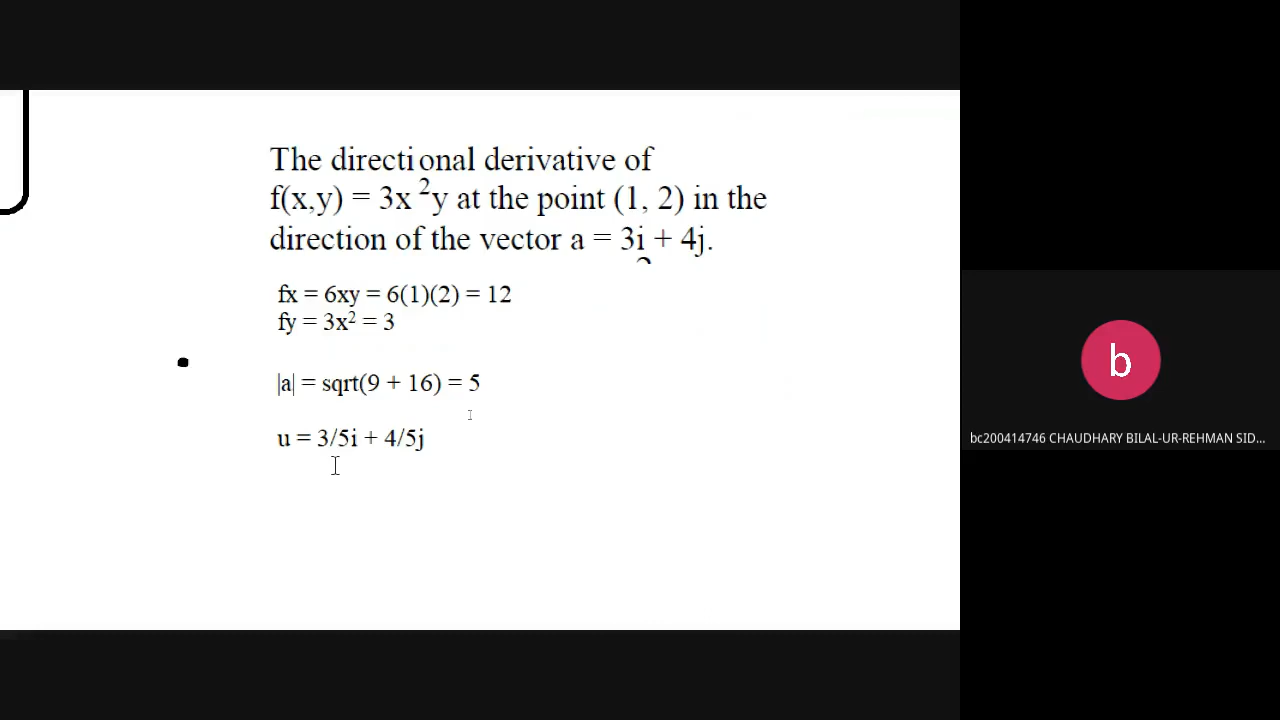 The directional derivative of
f(x,y) = 3x ²y at the point (1, 2) in the
direction of the vector a = 3i + 4j.
fx = 6xy = 6(1)(2) = 12
fy = 3x² = 3
|a| = sqrt(9 + 16) = 5
u = 3/5i + 4/5j
b
bc200414746 CHAUDHARY BILAL-UR-REHMAN SID...